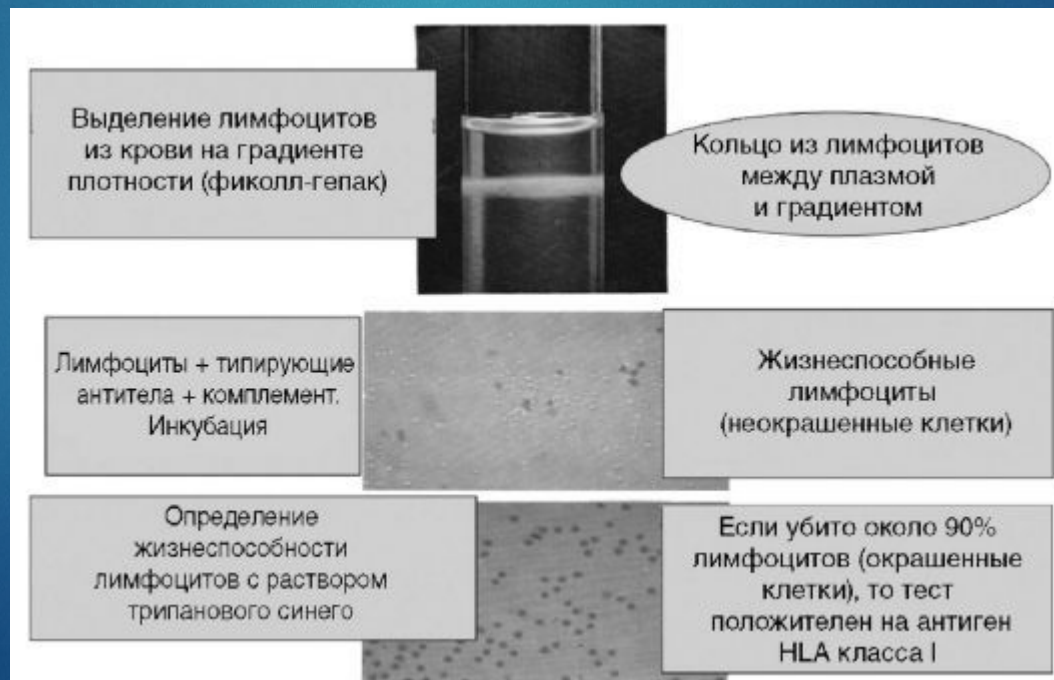 Выделение лимфоцитов
из крови на градиенте
плотности (фиколл-гепак)
Кольцо из лимфоцитов
между плазмой
и градиентом
Лимфоциты + типирующие
антитела + комплемент.
Инкубация
Жизнеспособные
лимфоциты
(неокрашенные клетки)
Определение
жизнеспособности
лимфоцитов с раствором
трипанового синего
Если убито около 90%
лимфоцитов (окрашенные
клетки), то тест
положителен на антиген
HLA класса I